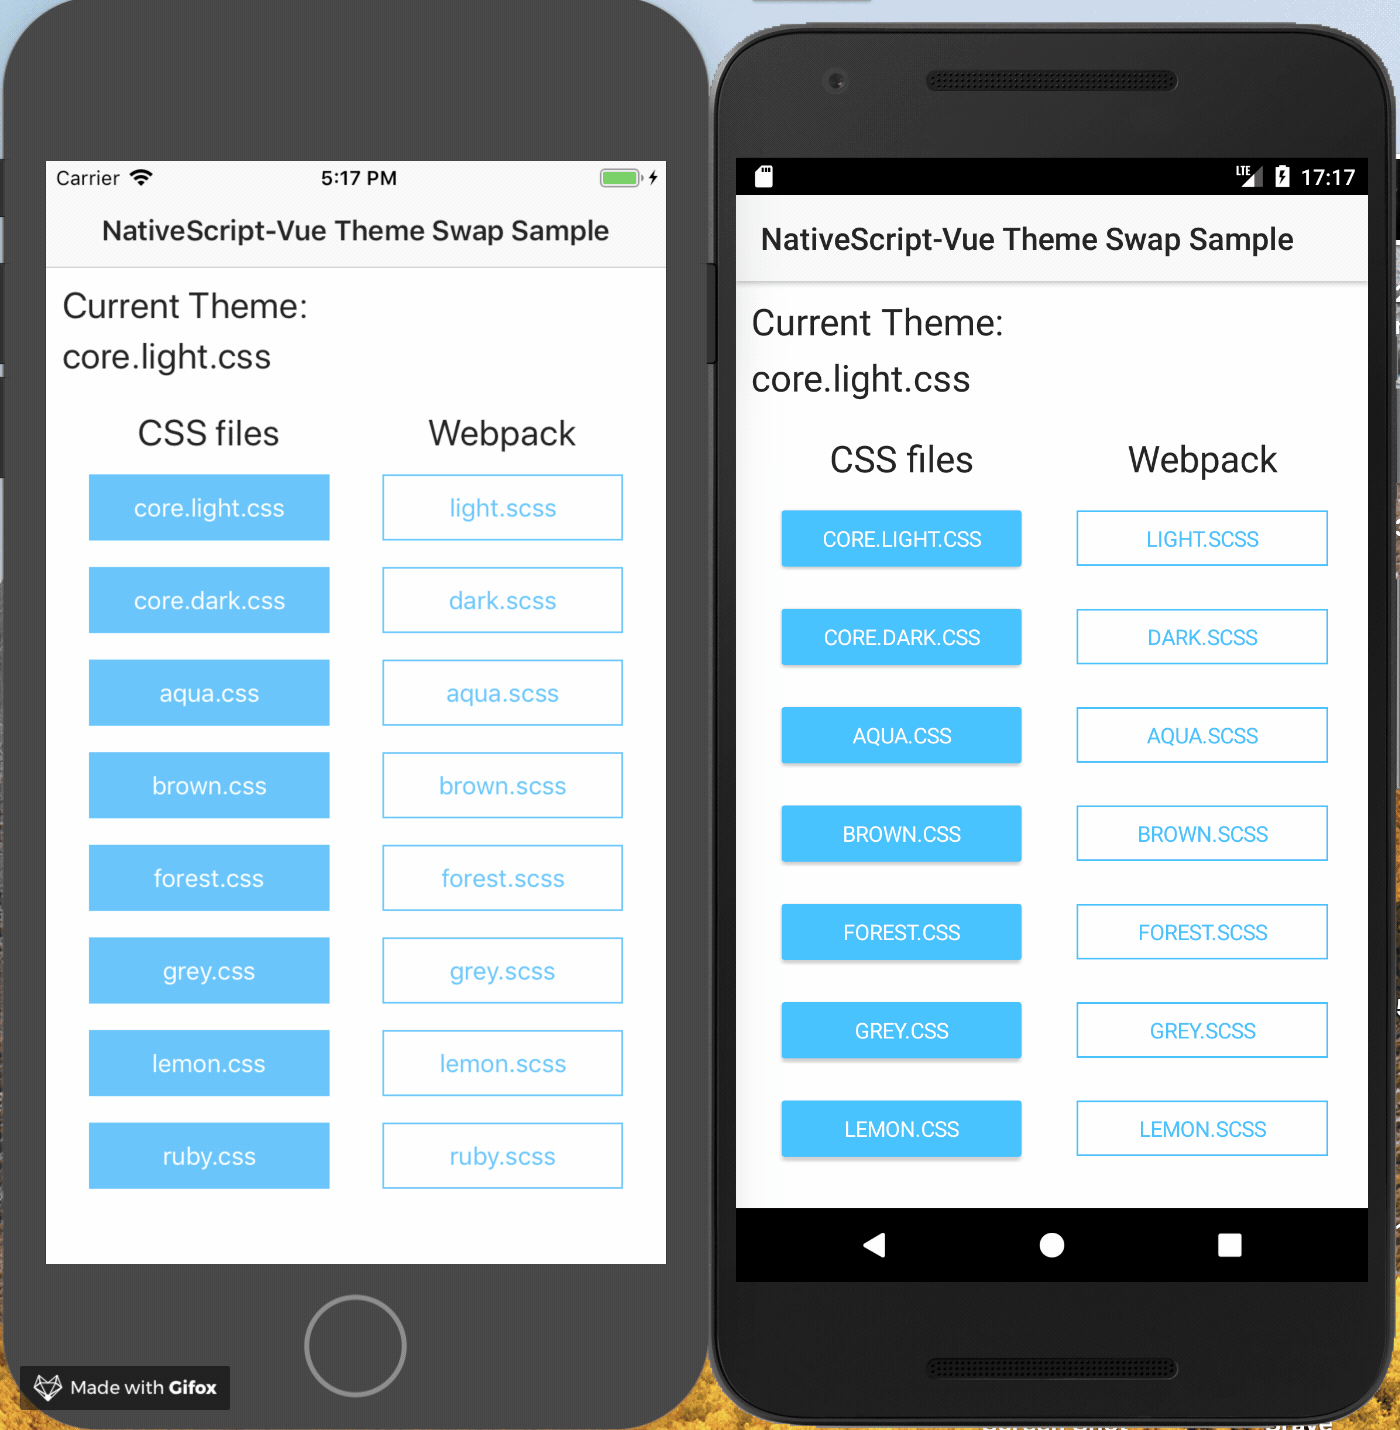 Carrier 5:17 PM
NativeScript-Vue Theme Swap Sample
Current Theme:
core.light.css
CSS files Webpack
core.light.css light.scss
core.dark.css dark.scss
aqua.css aqua.scss
brown.css brown.scss
forest.css forest.scss
grey.css grey.scss
lemon.css lemon.scss
ruby.css ruby.scss
Made with Gifox
LTE 17:17
NativeScript-Vue Theme Swap Sample
Current Theme:
core.light.css
CSS files Webpack
CORE.LIGHT.CSS LIGHT.SCSS
CORE.DARK.CSS DARK.SCSS
AQUA.CSS AQUA.SCSS
BROWN.CSS BROWN.SCSS
FOREST.CSS FOREST.SCSS
GREY.CSS GREY.SCSS
LEMON.CSS LEMON.SCSS